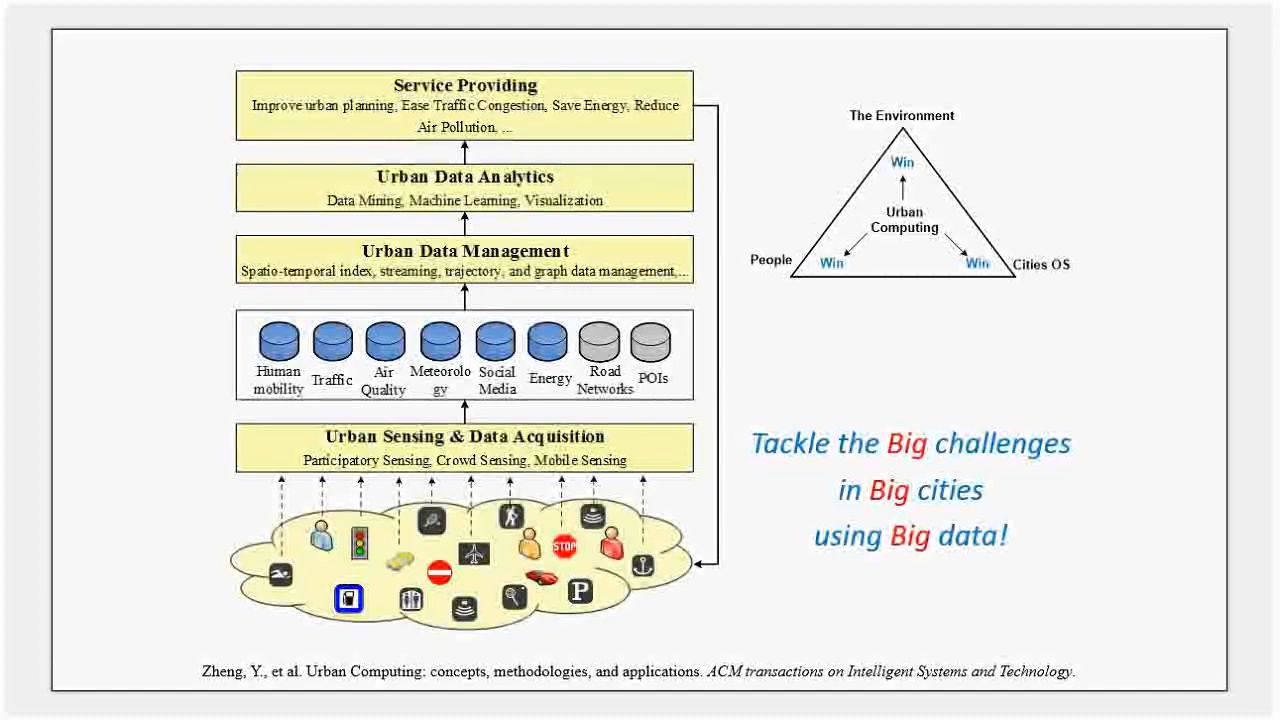 Service Providing
Improve urban planning, Ease Traffic Congestion, Save Energy, Reduce
Air Pollution, ...
Urban Data Analytics
Data Mining, Machine Learning, Visualization
Urban Data Management
Spatio-temporal index, streaming, trajectory, and graph data management,...
Human
mobility
Traffic
Air
Quality
Meteorolo
gy
Social
Media
Energy
Road
Networks
POIs
Urban Sensing & Data Acquisition
Participatory Sensing, Crowd Sensing, Mobile Sensing
STOP
P
The Environment
Win
Urban
Computing
People
Win
Win
Cities OS
Tackle the Big challenges
in Big cities
using Big data!
Zheng, Y., et al. Urban Computing: concepts, methodologies, and applications. ACM transactions on Intelligent Systems and Technology.